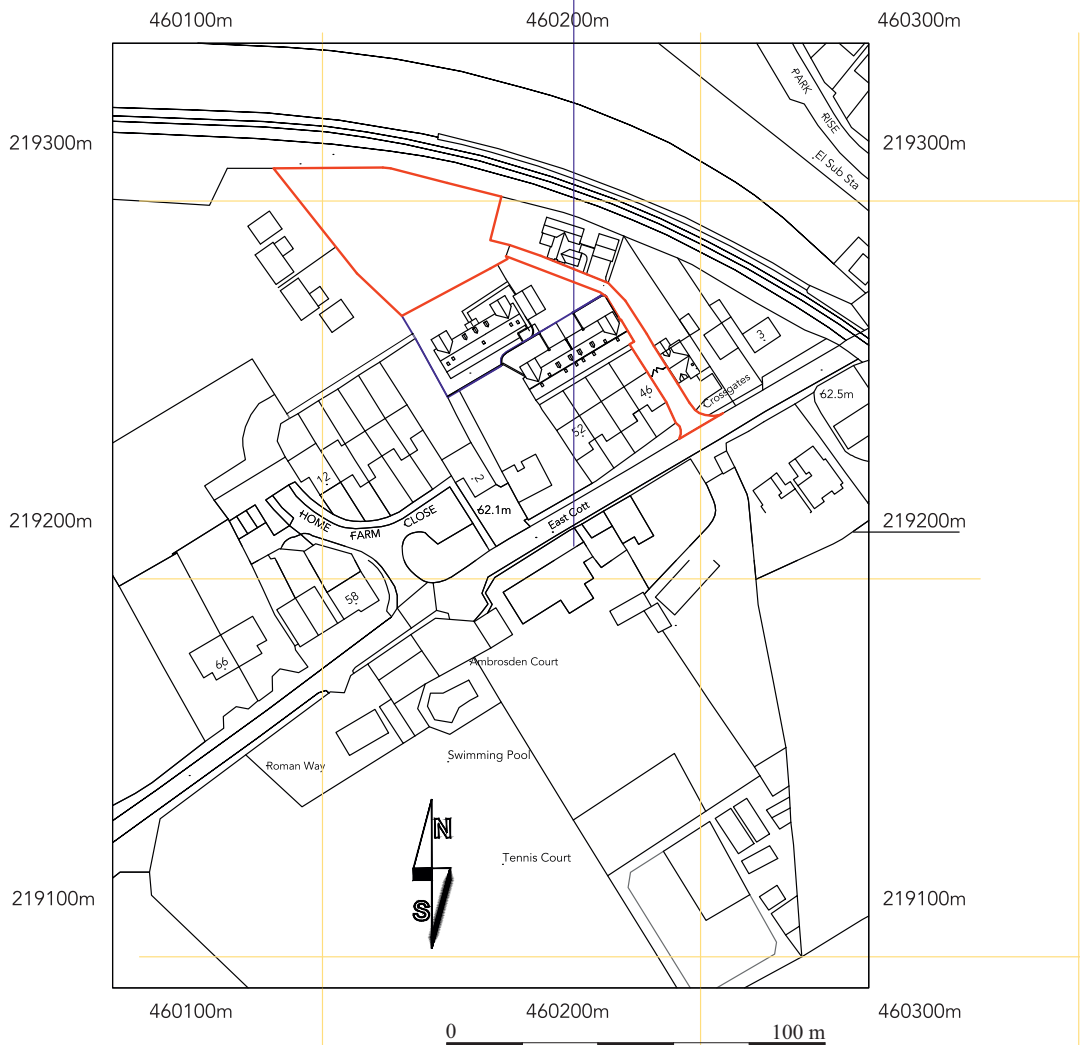 460100m 460200m 460300m
PARK
RISE
219300m 219300m
El Sub Sta
3
Crossgates
46
62.5m
52
12
2
HOME FARM CLOSE
62.1m
East Cott
219200m 219200m
58
66
Ambrosden Court
Swimming Pool
Roman Way
N
Tennis Court
S
219100m 219100m
460100m 460200m 460300m
0 100 m